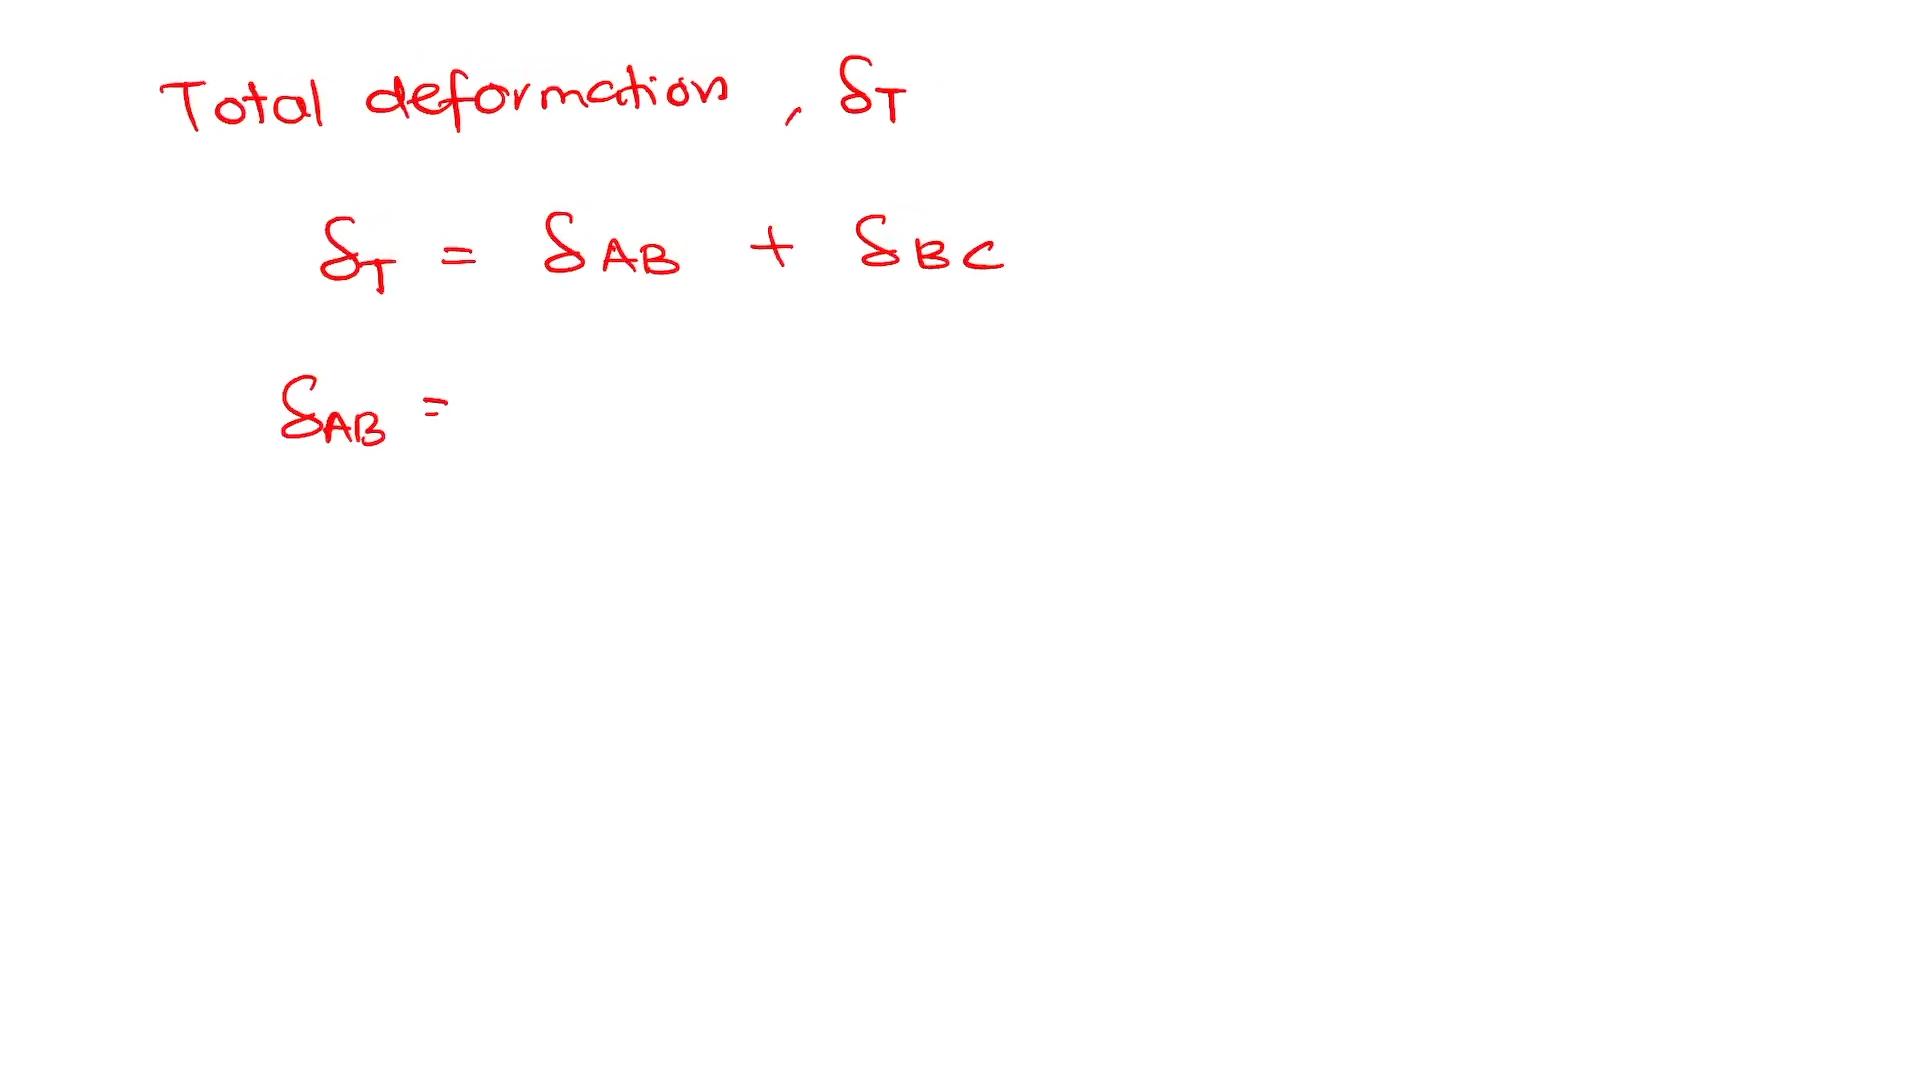 Total deformation , δT
δT = δAB + δBC
δAB =